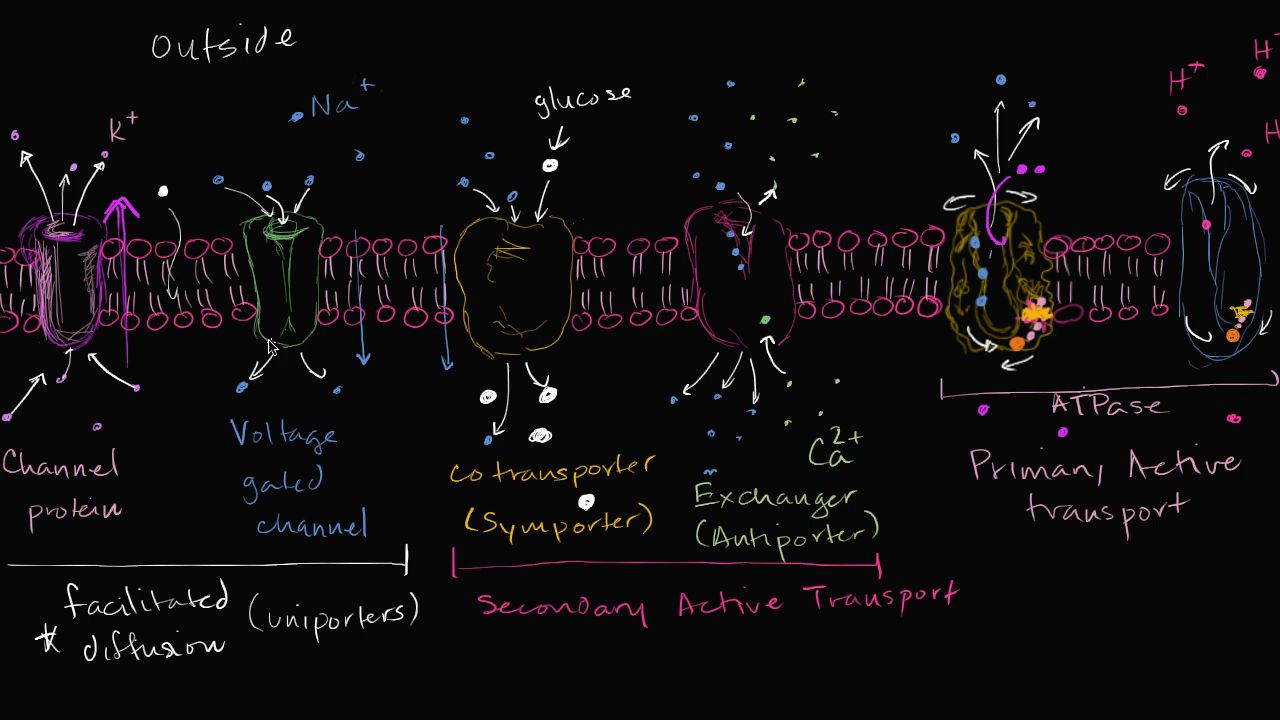 Outside
K+
Na+
glucose
H+
H+
H
Channel
protein
Voltage
gated
channel
Cotransporter
(Symporter)
Ca2+
Exchanger
(Antiporter)
ATPase
Primary Active
transport
* facilitated
diffusion
(uniporters)
Secondary Active Transport